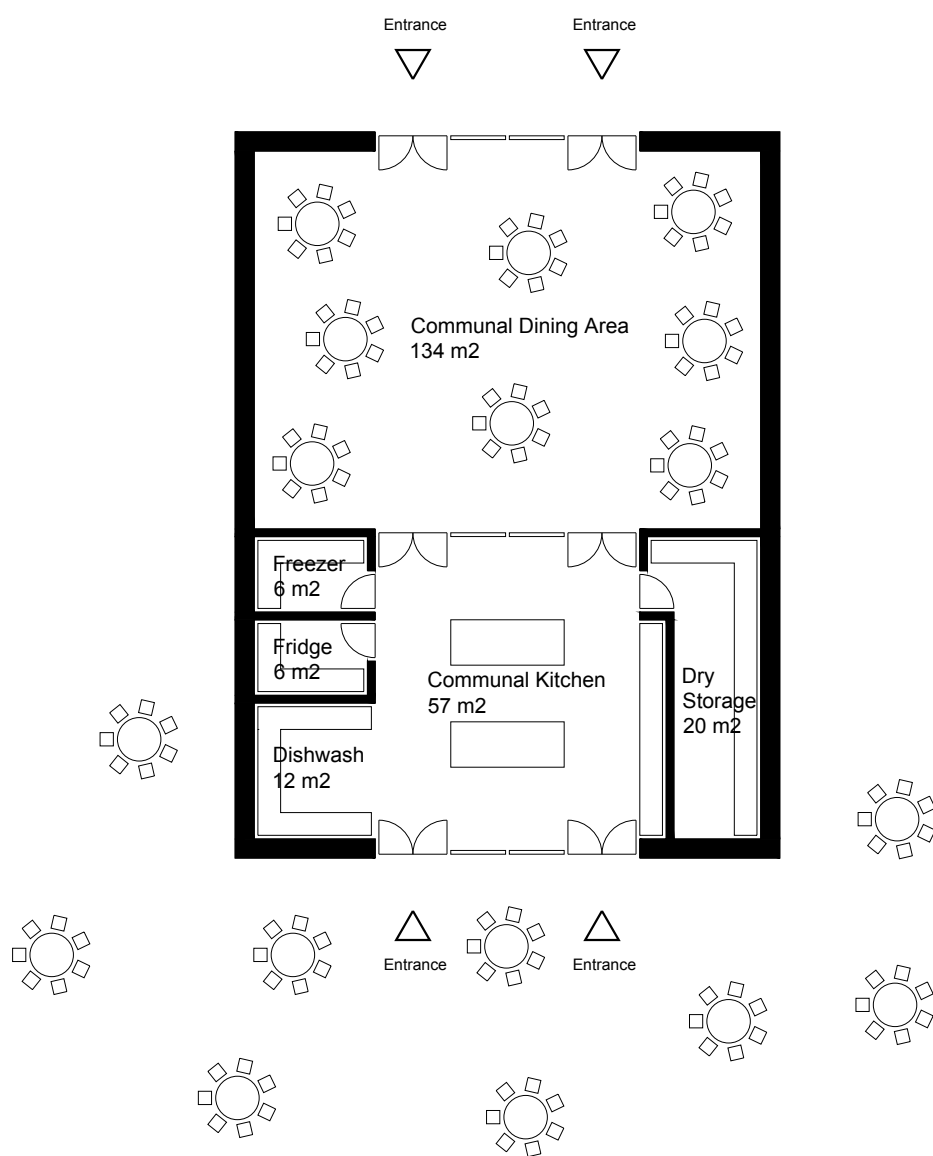 Entrance
Entrance
Communal Dining Area
134 m2
Freezer
6 m2
Fridge
6 m2
Communal Kitchen
57 m2
Dry
Storage
20 m2
Dishwash
12 m2
Entrance
Entrance